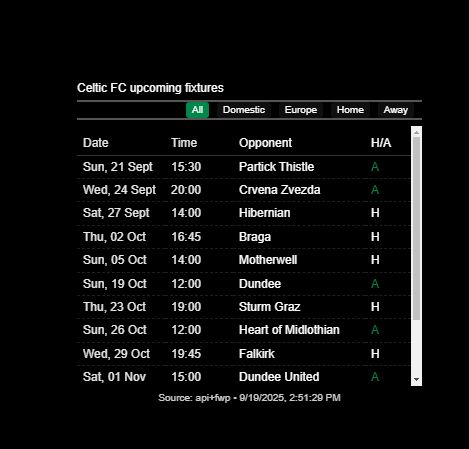 Celtic FC upcoming fixtures
All Domestic Europe Home Away
Date Time Opponent H/A
Sun, 21 Sept 15:30 Partick Thistle A
Wed, 24 Sept 20:00 Crvena Zvezda A
Sat, 27 Sept 14:00 Hibernian H
Thu, 02 Oct 16:45 Braga H
Sun, 05 Oct 14:00 Motherwell H
Sun, 19 Oct 12:00 Dundee A
Thu, 23 Oct 19:00 Sturm Graz H
Sun, 26 Oct 12:00 Heart of Midlothian A
Wed, 29 Oct 19:45 Falkirk H
Sat, 01 Nov 15:00 Dundee United A
Source: api+fwp • 9/19/2025, 2:51:29 PM